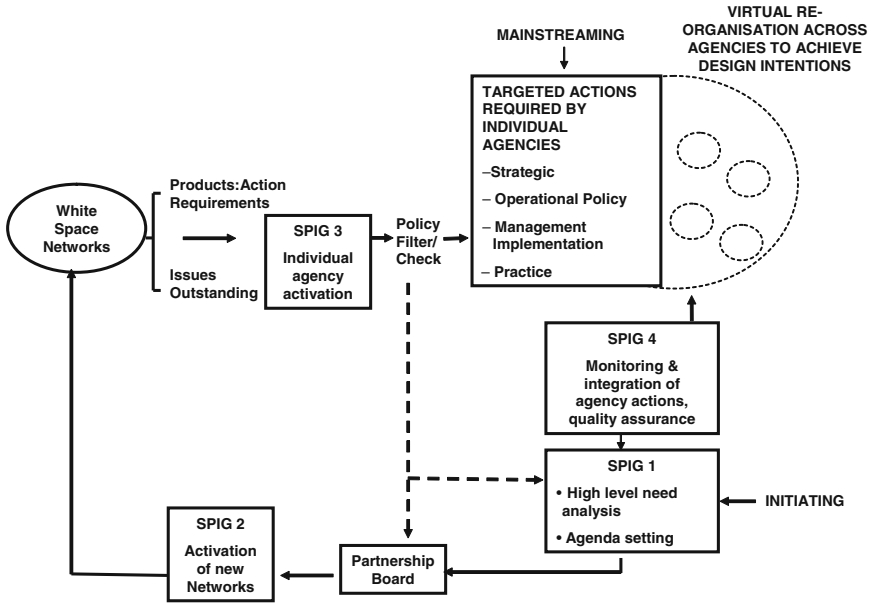 MAINSTREAMING
VIRTUAL RE-
ORGANISATION ACROSS
AGENCIES TO ACHIEVE
DESIGN INTENTIONS
TARGETED ACTIONS
REQUIRED BY
INDIVIDUAL
AGENCIES
–Strategic
– Operational Policy
– Management
Implementation
– Practice
White
Space
Networks
Products:Action
Requirements
Issues
Outstanding
SPIG 3
Individual
agency
activation
Policy
Filter/
Check
SPIG 4
Monitoring &
integration of
agency actions,
quality assurance
SPIG 1
• High level need
analysis
• Agenda setting
INITIATING
SPIG 2
Activation
of new
Networks
Partnership
Board